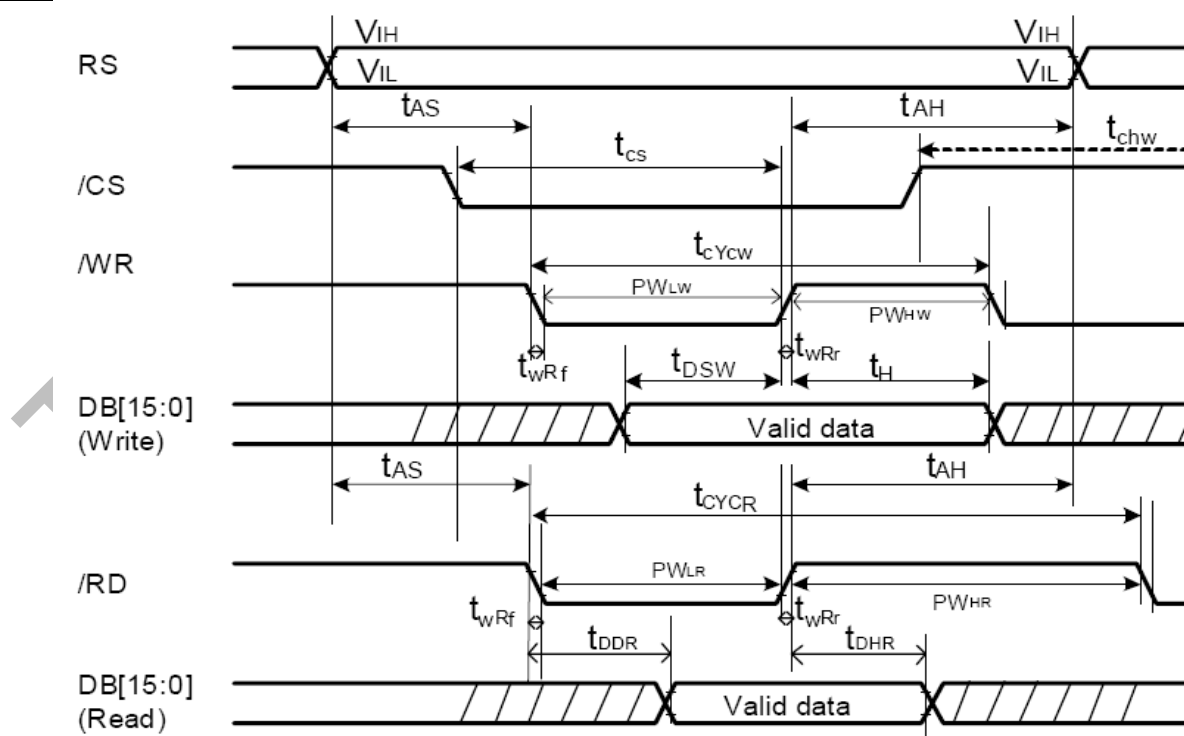 RS
VIH VIH
VIL VIL
tAS tAH
tchw
tcs
/CS
/WR
tcYcw
PWLW PWHW
twRf tDSW twRr tH
DB[15:0]
(Write)
Valid data
tAS tAH
tCYCR
/RD
PWLR PWHR
twRf twRr
tDDR tDHR
DB[15:0]
(Read)
Valid data